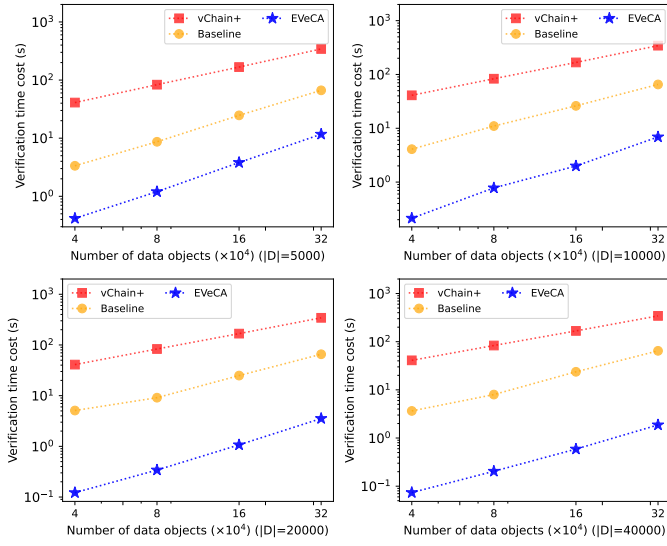 10³
10²
10¹
10⁰
Verification time cost (s)
vChain+
Baseline
EVeCA
4
8
16
32
Number of data objects (×10⁴) (|D|=5000)
10³
10²
10¹
10⁰
Verification time cost (s)
vChain+
Baseline
EVeCA
4
8
16
32
Number of data objects (×10⁴) (|D|=10000)
10³
10²
10¹
10⁰
10⁻¹
Verification time cost (s)
vChain+
Baseline
EVeCA
4
8
16
32
Number of data objects (×10⁴) (|D|=20000)
10³
10²
10¹
10⁰
10⁻¹
Verification time cost (s)
vChain+
Baseline
EVeCA
4
8
16
32
Number of data objects (×10⁴) (|D|=40000)